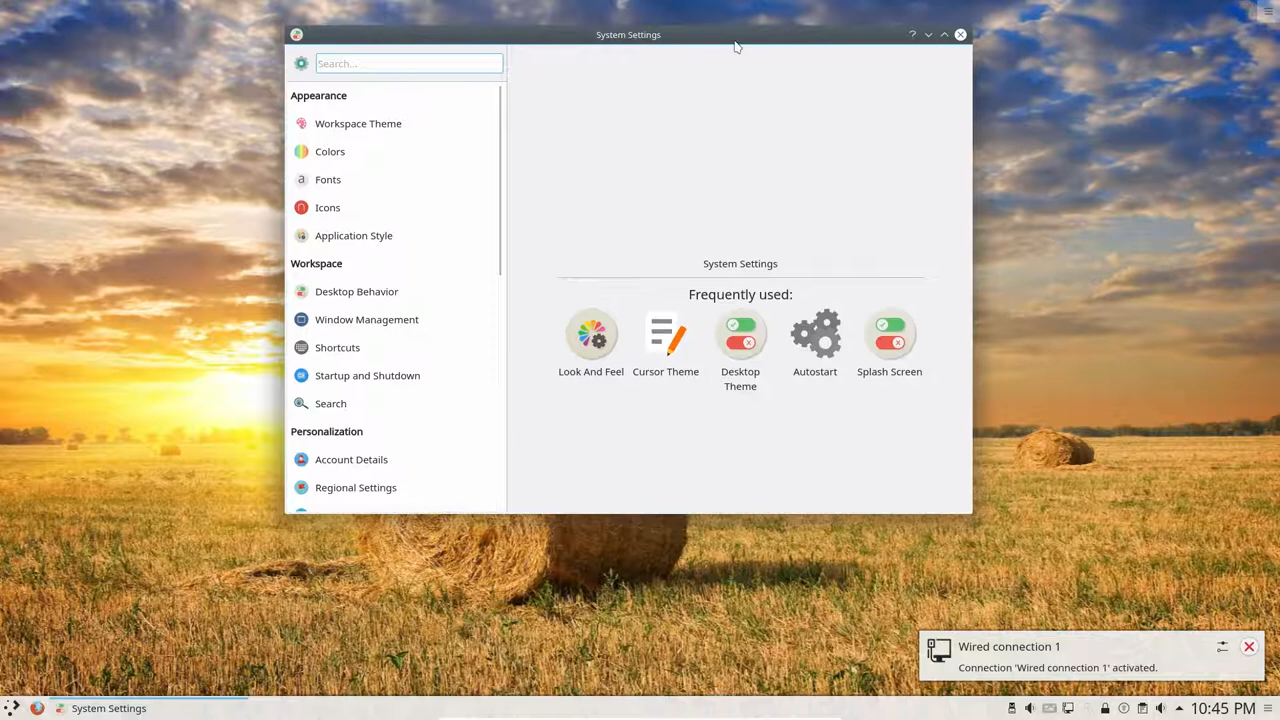 System Settings
Search...
Appearance
Workspace Theme
Colors
Fonts
Icons
Application Style
Workspace
Desktop Behavior
Window Management
Shortcuts
Startup and Shutdown
Search
Personalization
Account Details
Regional Settings
System Settings
Frequently used:
Look And Feel
Cursor Theme
Desktop
Theme
Autostart
Splash Screen
Wired connection 1
Connection 'Wired connection 1' activated.
System Settings
10:45 PM